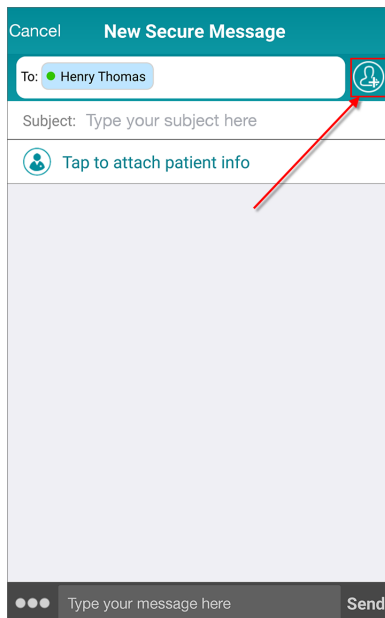 Cancel New Secure Message
To: Henry Thomas
Subject: Type your subject here
Tap to attach patient info
Type your message here Send